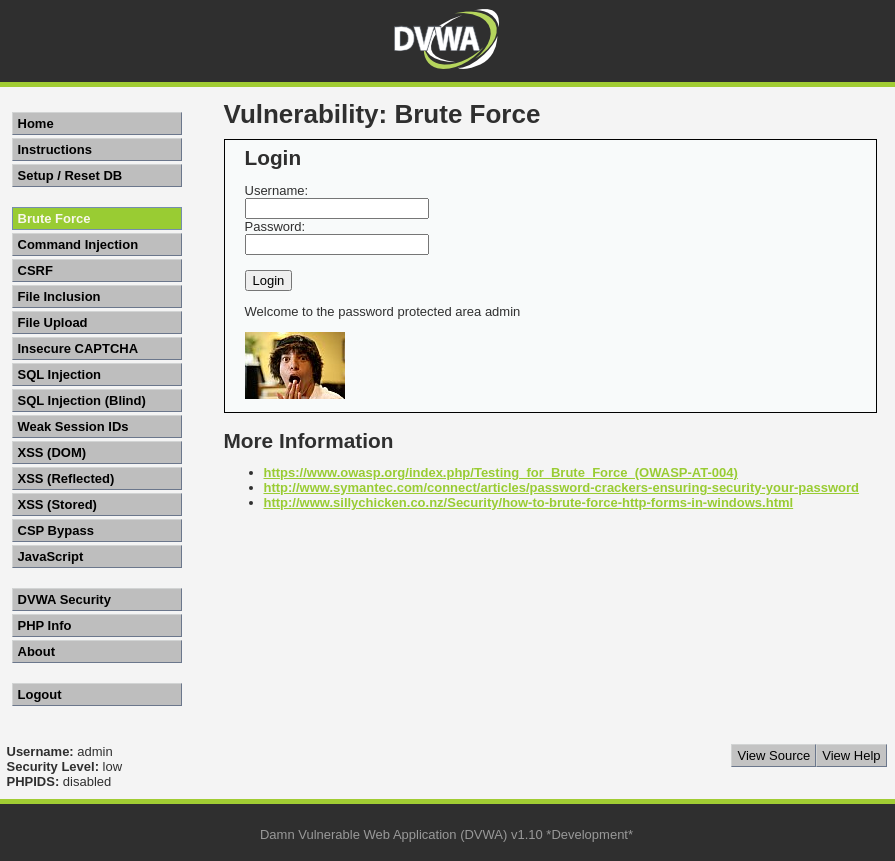 DVWA
Home
Instructions
Setup / Reset DB
Brute Force
Command Injection
CSRF
File Inclusion
File Upload
Insecure CAPTCHA
SQL Injection
SQL Injection (Blind)
Weak Session IDs
XSS (DOM)
XSS (Reflected)
XSS (Stored)
CSP Bypass
JavaScript
DVWA Security
PHP Info
About
Logout
Vulnerability: Brute Force
Login
Username:
Password:
Login
Welcome to the password protected area admin
More Information
https://www.owasp.org/index.php/Testing_for_Brute_Force_(OWASP-AT-004)
http://www.symantec.com/connect/articles/password-crackers-ensuring-security-your-password
http://www.sillychicken.co.nz/Security/how-to-brute-force-http-forms-in-windows.html
Username: admin
Security Level: low
PHPIDS: disabled
View Source View Help
Damn Vulnerable Web Application (DVWA) v1.10 *Development*